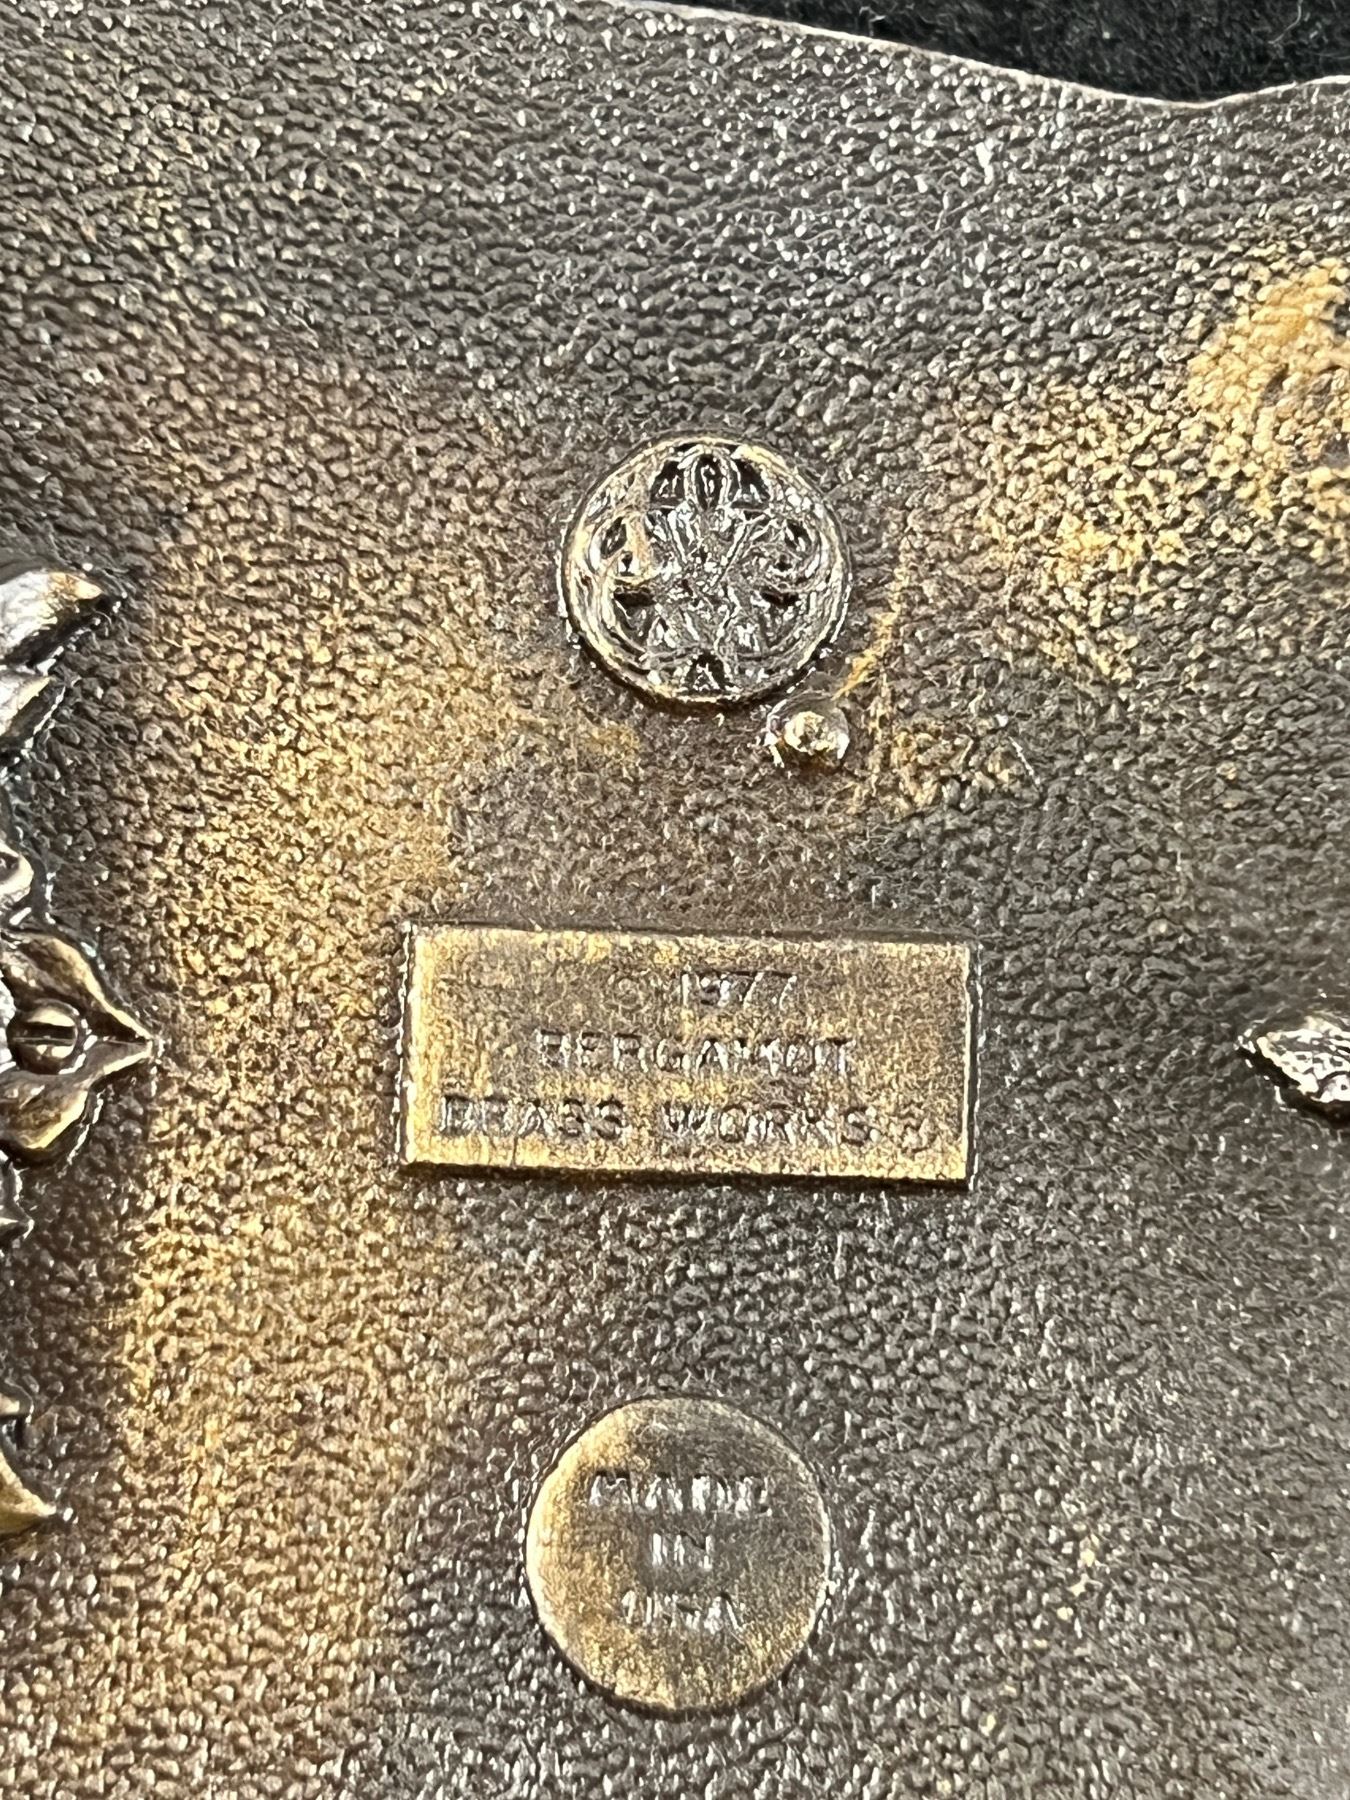 © 1977
BERGAMOT
BRASS WORKS
MADE
IN
USA